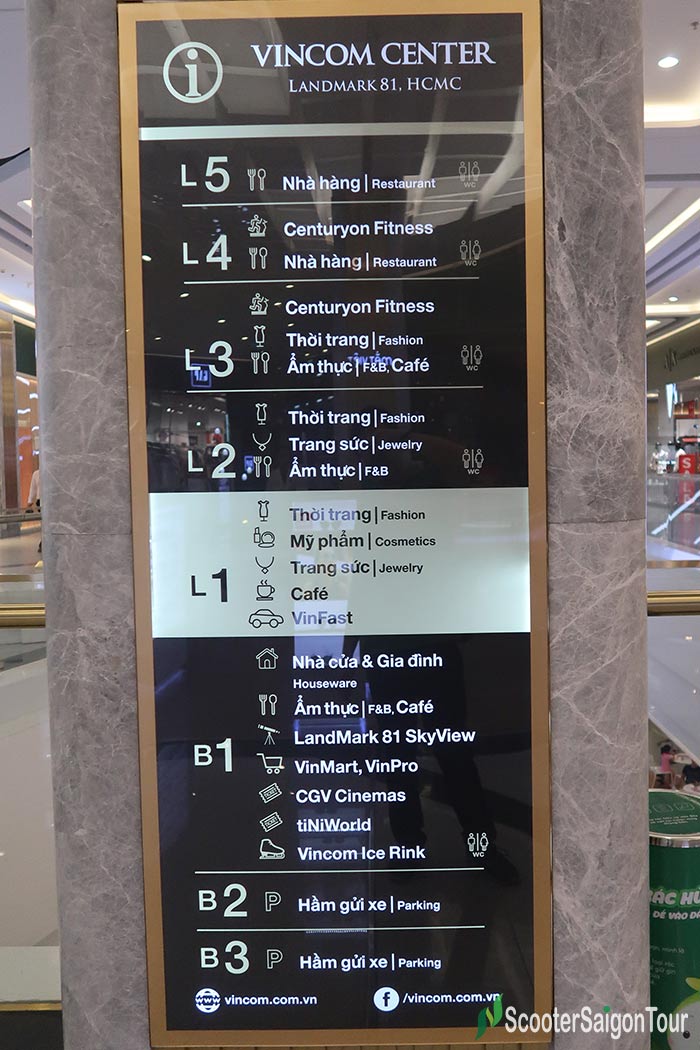 i VINCOM CENTER
LANDMARK 81, HCMC
L5 Nhà hàng | Restaurant WC
L4 Centuryon Fitness
Nhà hàng | Restaurant WC
L3 Centuryon Fitness
Thời trang | Fashion
Ẩm thực | F&B, Café WC
L2 Thời trang | Fashion
Trang sức | Jewelry
Ẩm thực | F&B WC
L1 Thời trang | Fashion
Mỹ phẩm | Cosmetics
Trang sức | Jewelry
Café
VinFast
B1 Nhà cửa & Gia đình
Houseware
Ẩm thực | F&B, Café
LandMark 81 SkyView
VinMart, VinPro
CGV Cinemas
tiNiWorld
Vincom Ice Rink WC
B2 P Hầm gửi xe | Parking
B3 P Hầm gửi xe | Parking
www vincom.com.vn f /vincom.com.vn
ScooterSaigonTour